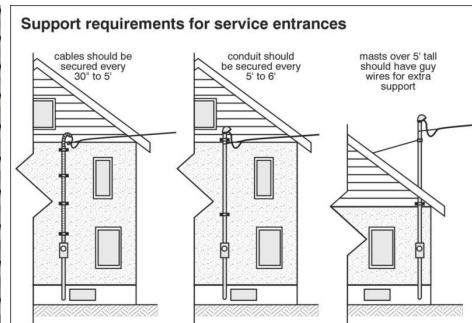 Support requirements for service entrances
cables should be
secured every
30" to 5'
conduit should
be secured every
5' to 6'
masts over 5' tall
should have guy
wires for extra
support